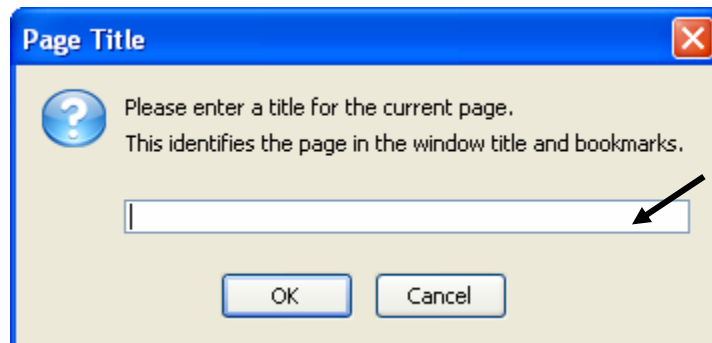 Page Title
Please enter a title for the current page.
This identifies the page in the window title and bookmarks.
OK
Cancel